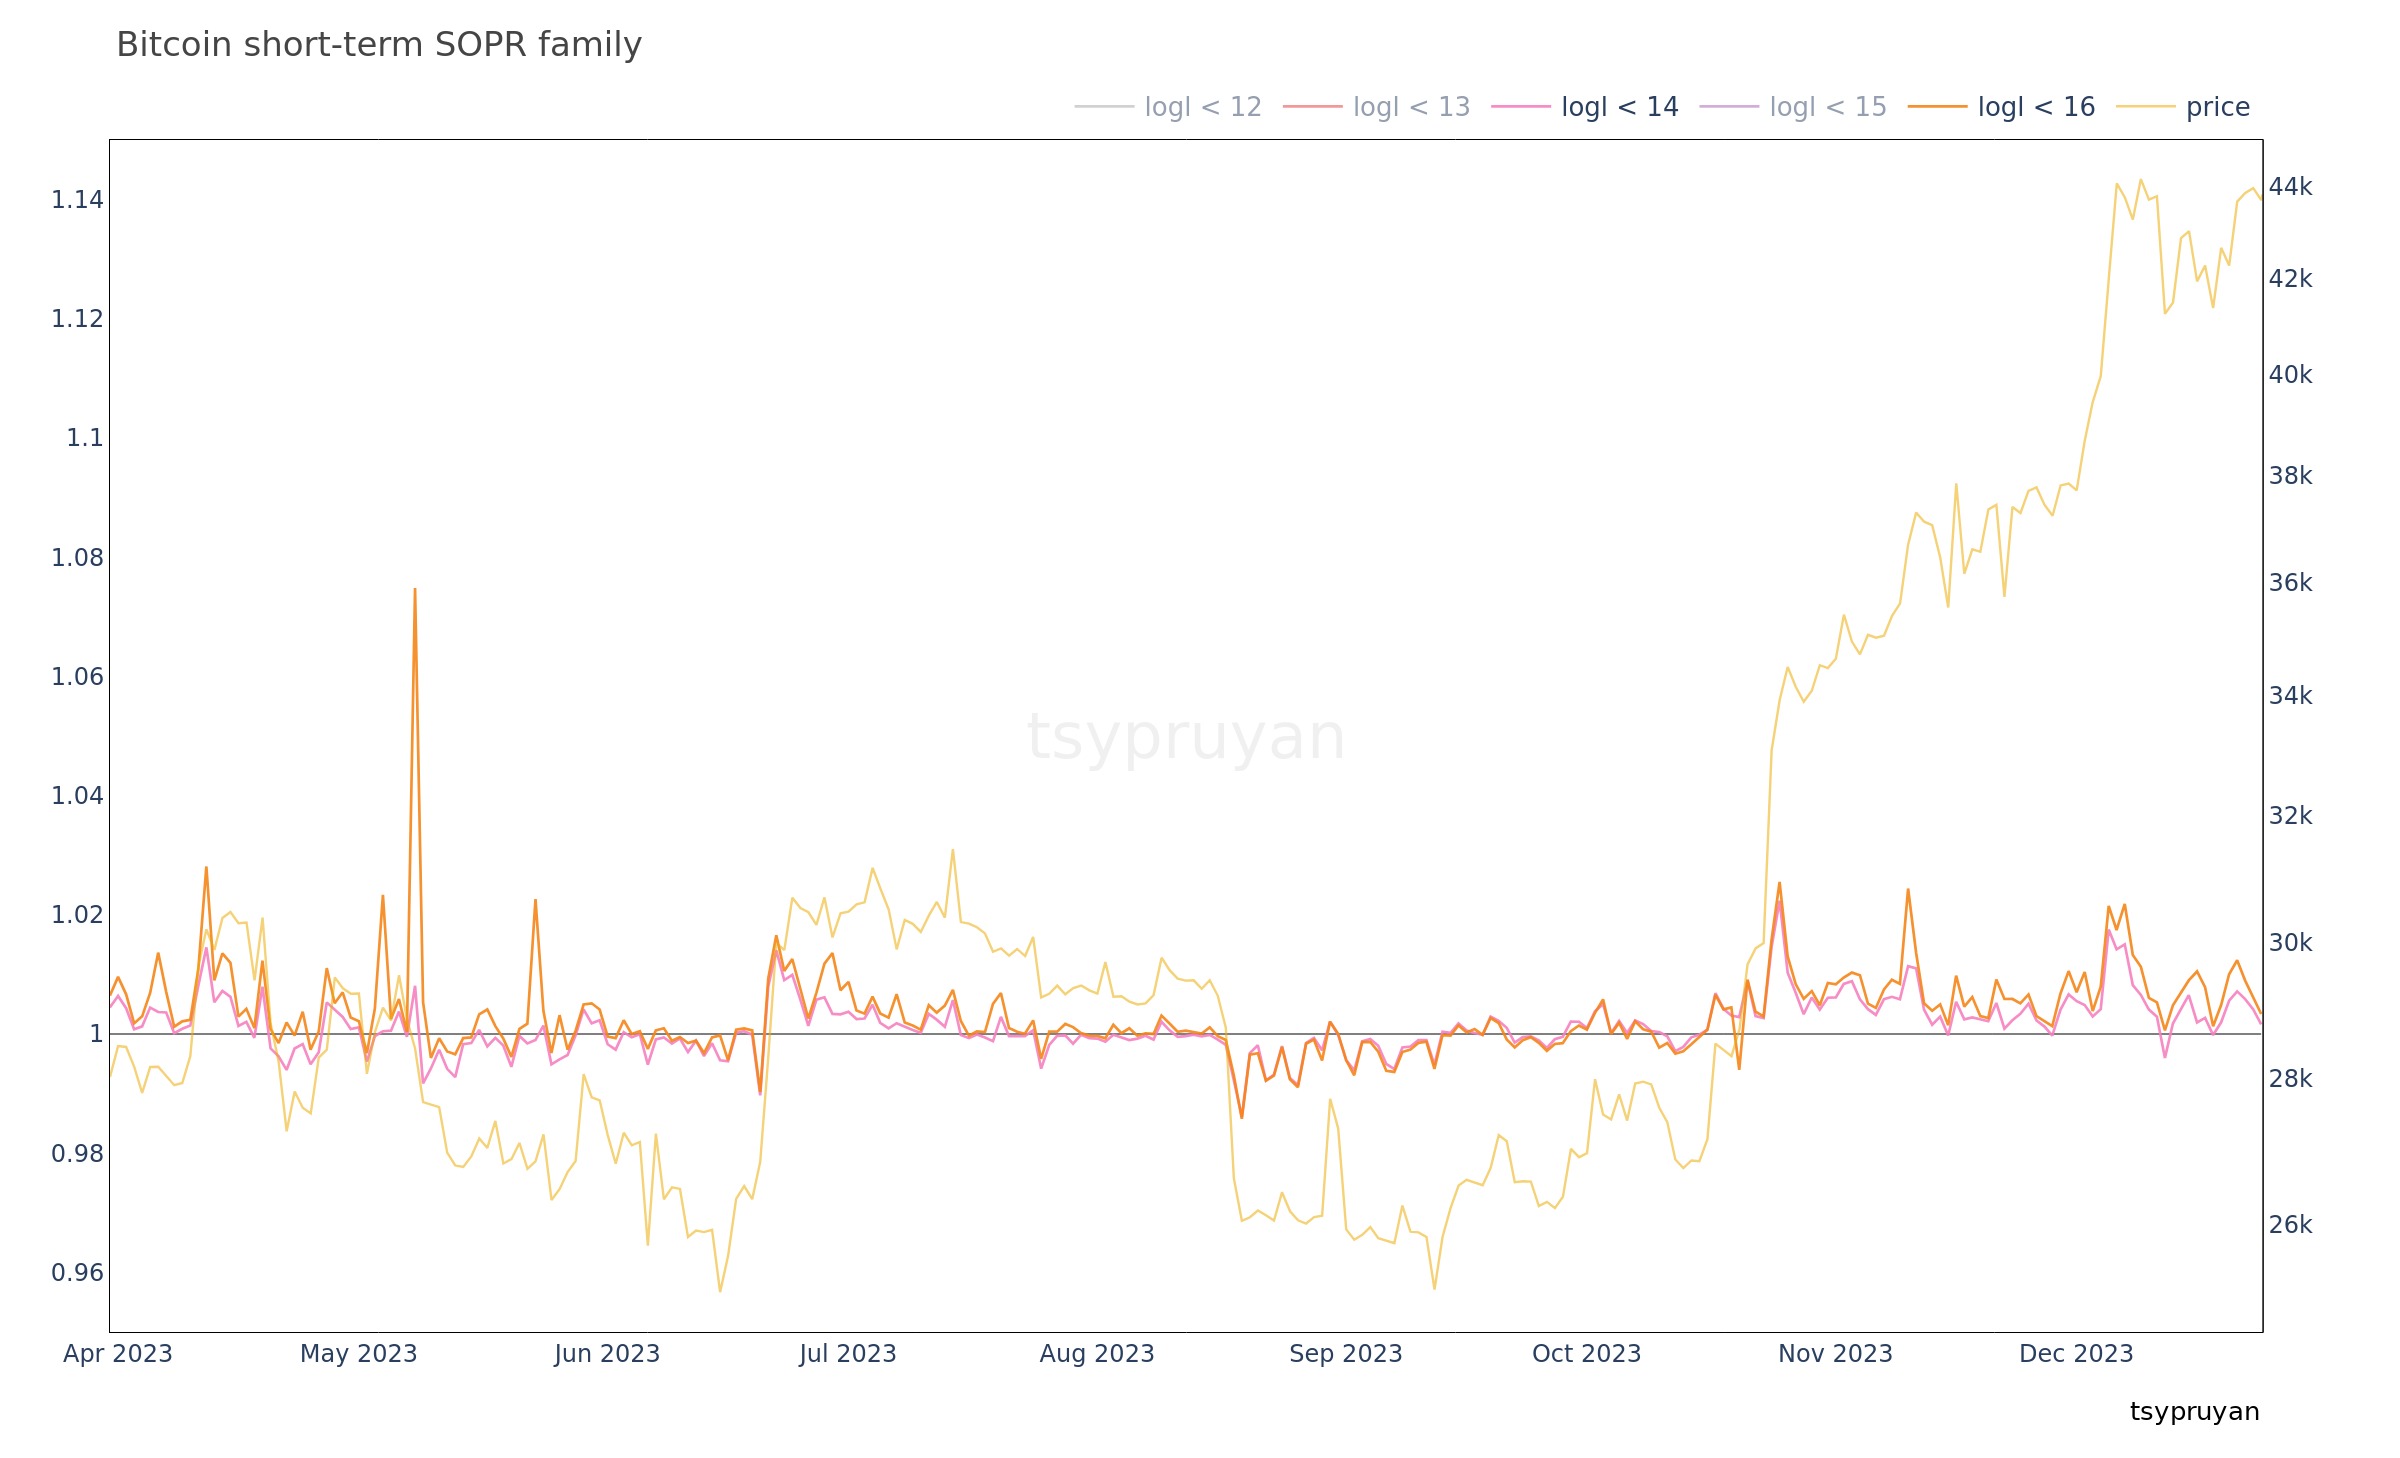 Bitcoin short-term SOPR family
logl < 12 logl < 13 logl < 14 logl < 15 logl < 16 price
1.14 44k
1.12 42k
1.1 40k
1.08 38k
1.06 36k
1.04 34k
1.02 32k
1 30k
0.98 28k
0.96 26k
tsypruyan
Apr 2023 May 2023 Jun 2023 Jul 2023 Aug 2023 Sep 2023 Oct 2023 Nov 2023 Dec 2023
tsypruyan